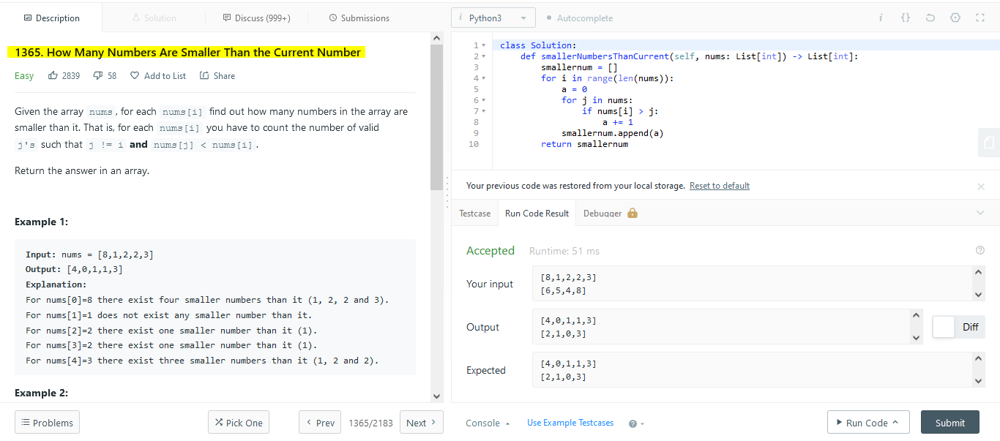 Description
Solution
Discuss (999+)
Submissions
1365. How Many Numbers Are Smaller Than the Current Number
Easy 2839 58 Add to List Share
Given the array nums, for each nums[i] find out how many numbers in the array are
smaller than it. That is, for each nums[i] you have to count the number of valid
j's such that j != i and nums[j] < nums[i].
Return the answer in an array.
Example 1:
Input: nums = [8,1,2,2,3]
Output: [4,0,1,1,3]
Explanation:
For nums[0]=8 there exist four smaller numbers than it (1, 2, 2 and 3).
For nums[1]=1 does not exist any smaller number than it.
For nums[2]=2 there exist one smaller number than it (1).
For nums[3]=2 there exist one smaller number than it (1).
For nums[4]=3 there exist three smaller numbers than it (1, 2 and 2).
Example 2:
Problems
Pick One
Prev
1365/2183
Next
i Python3
Autocomplete
i {}
1 class Solution:
2 def smallerNumbersThanCurrent(self, nums: List[int]) -> List[int]:
3 smallernum = []
4 for i in range(len(nums)):
5 a = 0
6 for j in nums:
7 if nums[i] > j:
8 a += 1
9 smallernum.append(a)
10 return smallernum
Your previous code was restored from your local storage. Reset to default
Testcase
Run Code Result
Debugger
Accepted Runtime: 51 ms
Your input
[8,1,2,2,3]
[6,5,4,8]
Output
[4,0,1,1,3]
[2,1,0,3]
Diff
Expected
[4,0,1,1,3]
[2,1,0,3]
Console
Use Example Testcases
Run Code
Submit